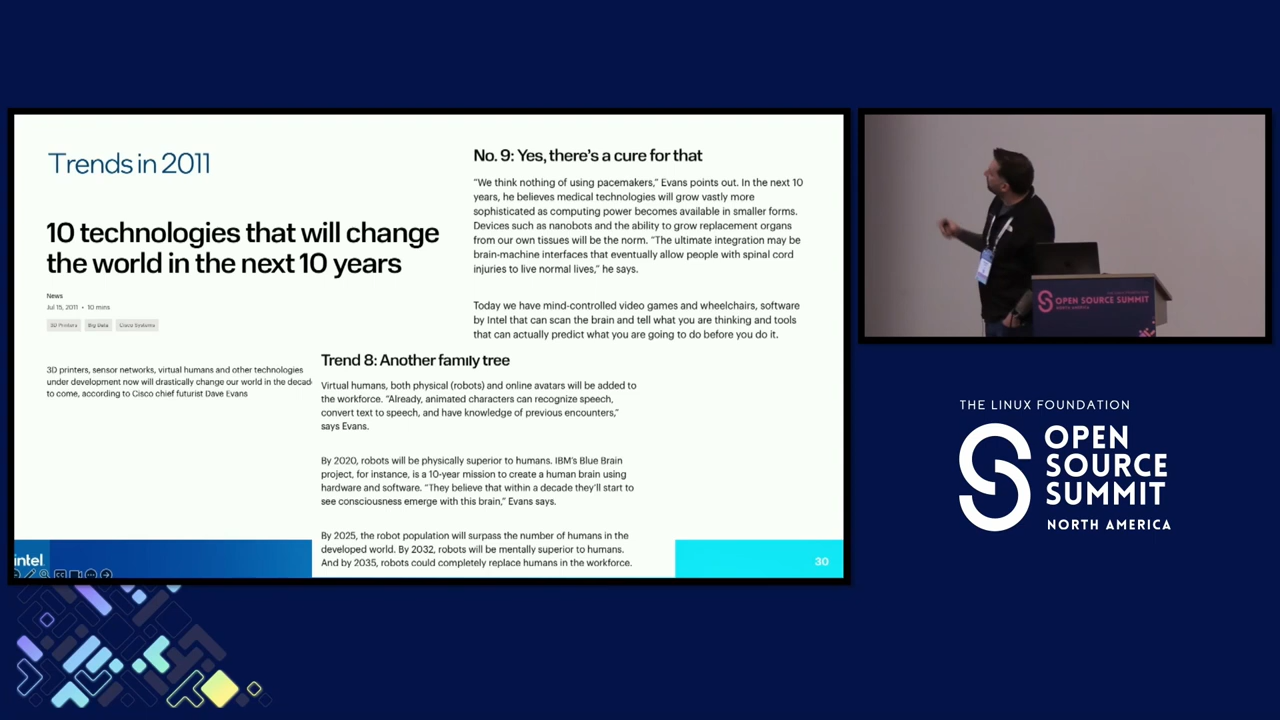 Trends in 2011
10 technologies that will change
the world in the next 10 years
News
Jul 15, 2011 • 10 mins
3D Printers
Big Data
Cisco Systems
3D printers, sensor networks, virtual humans and other technologies
under development now will drastically change our world in the decad
to come, according to Cisco chief futurist Dave Evans
No. 9: Yes, there’s a cure for that
“We think nothing of using pacemakers,” Evans points out. In the next 10
years, he believes medical technologies will grow vastly more
sophisticated as computing power becomes available in smaller forms.
Devices such as nanobots and the ability to grow replacement organs
from our own tissues will be the norm. “The ultimate integration may be
brain-machine interfaces that eventually allow people with spinal cord
injuries to live normal lives,” he says.
Today we have mind-controlled video games and wheelchairs, software
by Intel that can scan the brain and tell what you are thinking and tools
that can actually predict what you are going to do before you do it.
Trend 8: Another family tree
Virtual humans, both physical (robots) and online avatars will be added to
the workforce. “Already, animated characters can recognize speech,
convert text to speech, and have knowledge of previous encounters,”
says Evans.
By 2020, robots will be physically superior to humans. IBM’s Blue Brain
project, for instance, is a 10-year mission to create a human brain using
hardware and software. “They believe that within a decade they’ll start to
see consciousness emerge with this brain,” Evans says.
By 2025, the robot population will surpass the number of humans in the
developed world. By 2032, robots will be mentally superior to humans.
And by 2035, robots could completely replace humans in the workforce.
intel
30
OPEN SOURCE SUMMIT
NORTH AMERICA
THE LINUX FOUNDATION
OPEN
SOURCE
SUMMIT
NORTH AMERICA